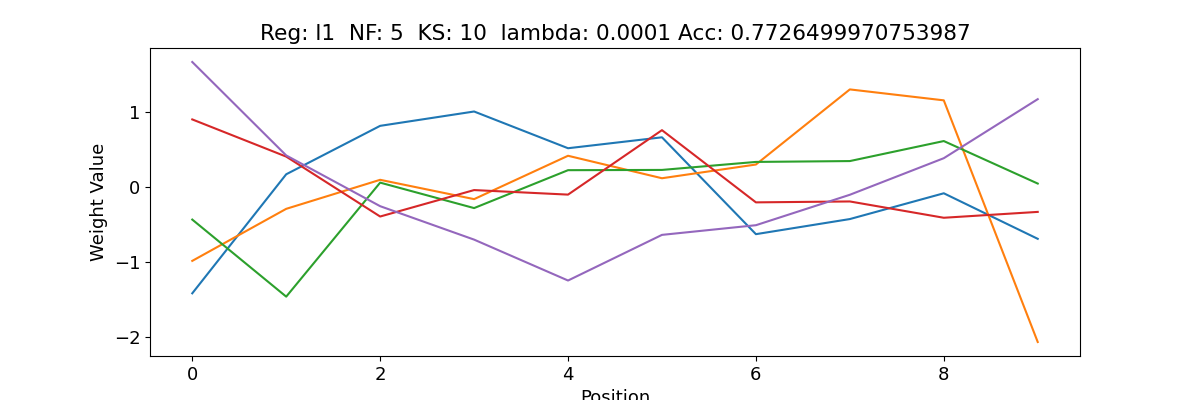 Reg: l1  NF: 5  KS: 10  lambda: 0.0001 Acc: 0.7726499970753987
Weight Value
1
0
−1
−2
0 2 4 6 8
Position